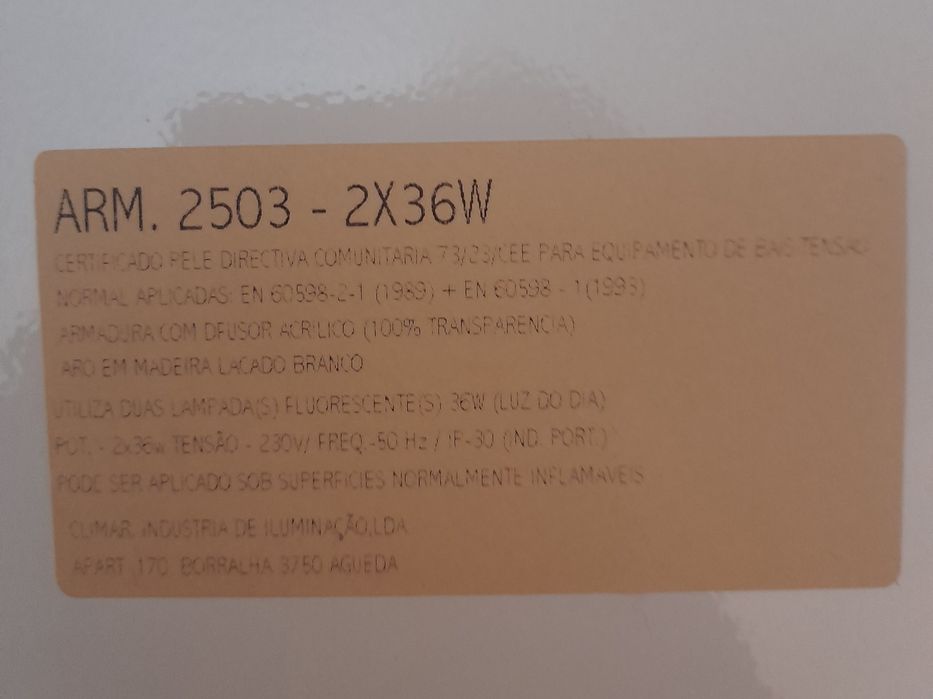 ARM. 2503 - 2X36W
CERTIFICADO PELE DIRECTIVA COMUNITARIA 73/23/CEE PARA EQUIPAMENTO DE BAIS TENSAO
NORMAL APLICADAS: EN 60598-2-1 (1989) + EN 60598 - 1(1993)
ARMADURA COM DFUSOR ACRILICO (100% TRANSPARENCIA)
ARO EM MADEIRA LACADO BRANCO
UTILIZA DUAS LAMPADA(S) FLUORESCENTE(S) 36W (LUZ DO DIA)
POT. - 2x36w TENSÃO - 230V/ FREQ.-50 Hz / IP-30 (IND. PORT.)
PODE SER APLICADO SOB SUPERFICIES NORMALMENTE INFLAMAVEIS
CLIMAR, INDUSTRIA DE ILUMINAÇÃO,LDA
APART. 170 BORRALHA 3750 AGUEDA